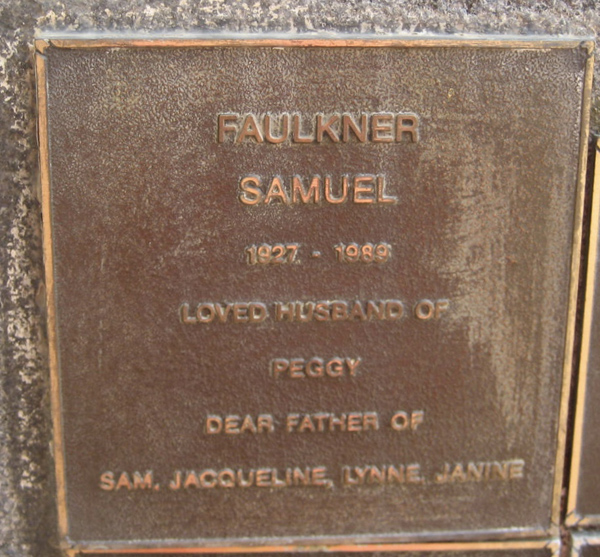 FAULKNER
SAMUEL
1927 - 1989
LOVED HUSBAND OF
PEGGY
DEAR FATHER OF
SAM, JACQUELINE, LYNNE, JANINE